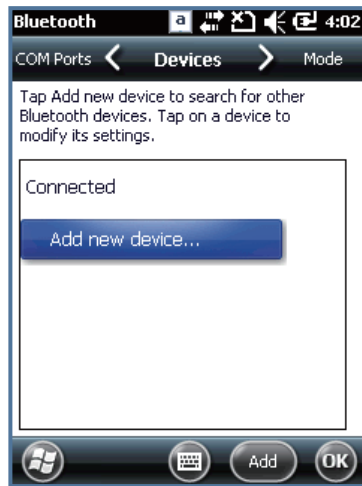 Bluetooth a 4:02
COM Ports Devices Mode
Tap Add new device to search for other
Bluetooth devices. Tap on a device to
modify its settings.
Connected
Add new device...
Add OK